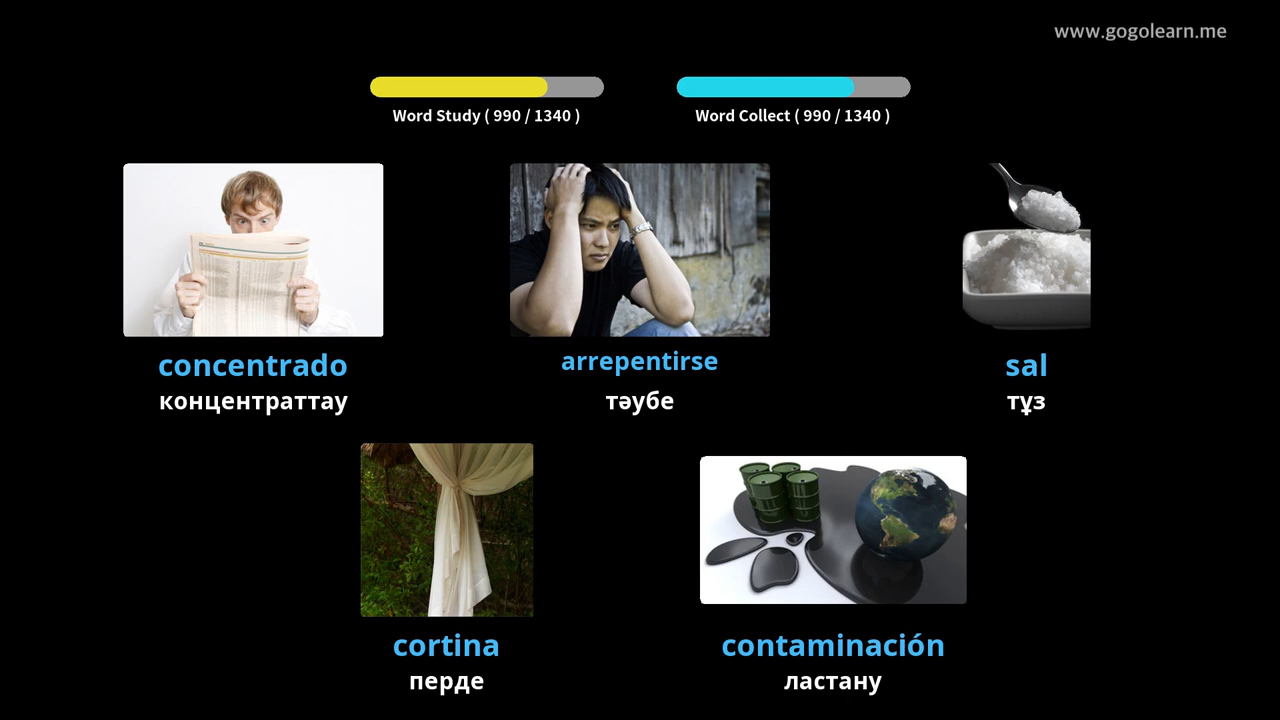 www.gogolearn.me
Word Study ( 990 / 1340 )
Word Collect ( 990 / 1340 )
concentrado
концентраттау
arrepentirse
тәубе
sal
тұз
cortina
перде
contaminación
ластану